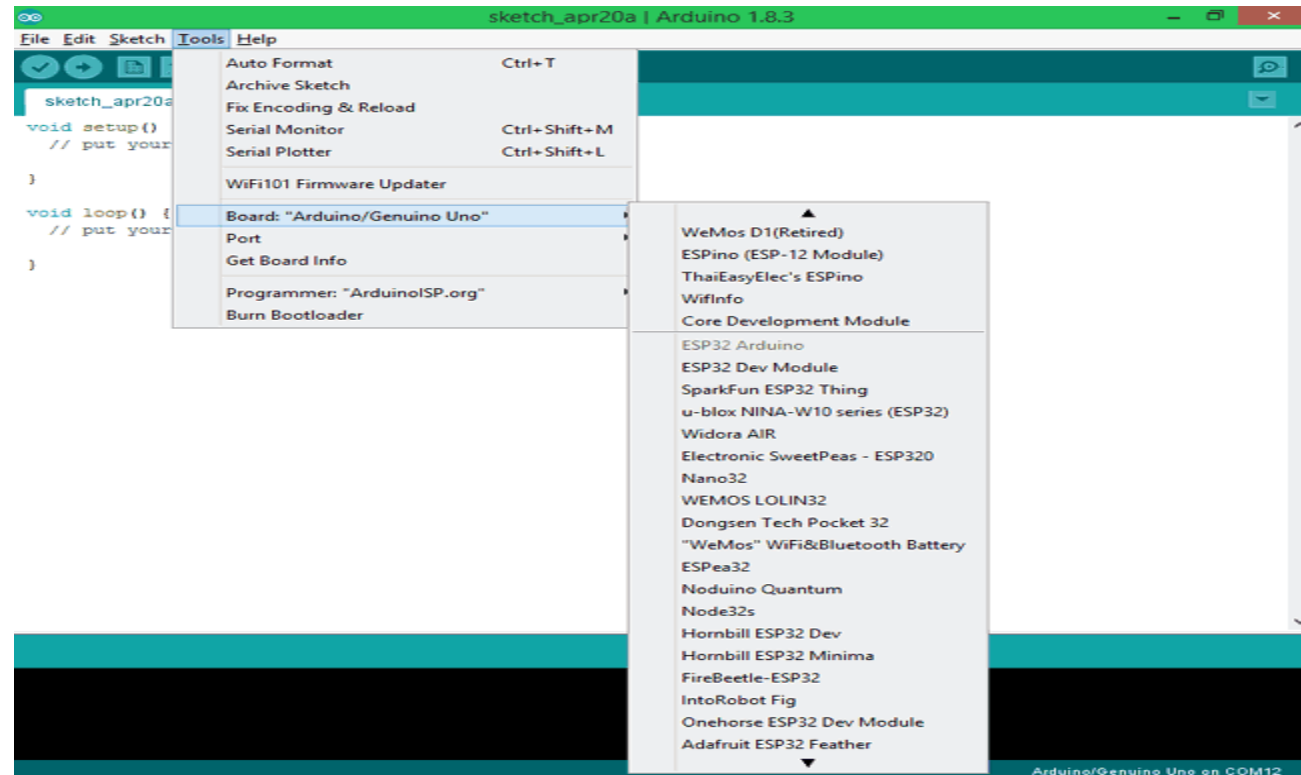 sketch_apr20a | Arduino 1.8.3
File Edit Sketch Tools Help
sketch_apr20a
void setup()
// put your
}
void loop() {
// put your
}
Auto Format Ctrl+T
Archive Sketch
Fix Encoding & Reload
Serial Monitor Ctrl+Shift+M
Serial Plotter Ctrl+Shift+L
WiFi101 Firmware Updater
Board: "Arduino/Genuino Uno"
Port
Get Board Info
Programmer: "ArduinoISP.org"
Burn Bootloader
WeMos D1(Retired)
ESPino (ESP-12 Module)
ThaiEasyElec's ESPino
WifInfo
Core Development Module
ESP32 Arduino
ESP32 Dev Module
SparkFun ESP32 Thing
u-blox NINA-W10 series (ESP32)
Widora AIR
Electronic SweetPeas - ESP320
Nano32
WEMOS LOLIN32
Dongsen Tech Pocket 32
"WeMos" WiFi&Bluetooth Battery
ESPea32
Noduino Quantum
Node32s
Hornbill ESP32 Dev
Hornbill ESP32 Minima
FireBeetle-ESP32
IntoRobot Fig
Onehorse ESP32 Dev Module
Adafruit ESP32 Feather
Arduino/Genuino Uno on COM12